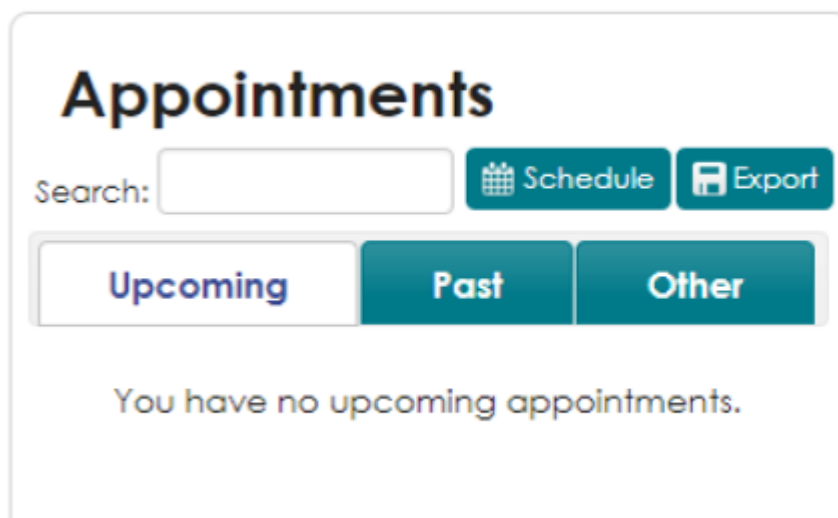 Appointments
Search: Schedule Export
Upcoming Past Other
You have no upcoming appointments.